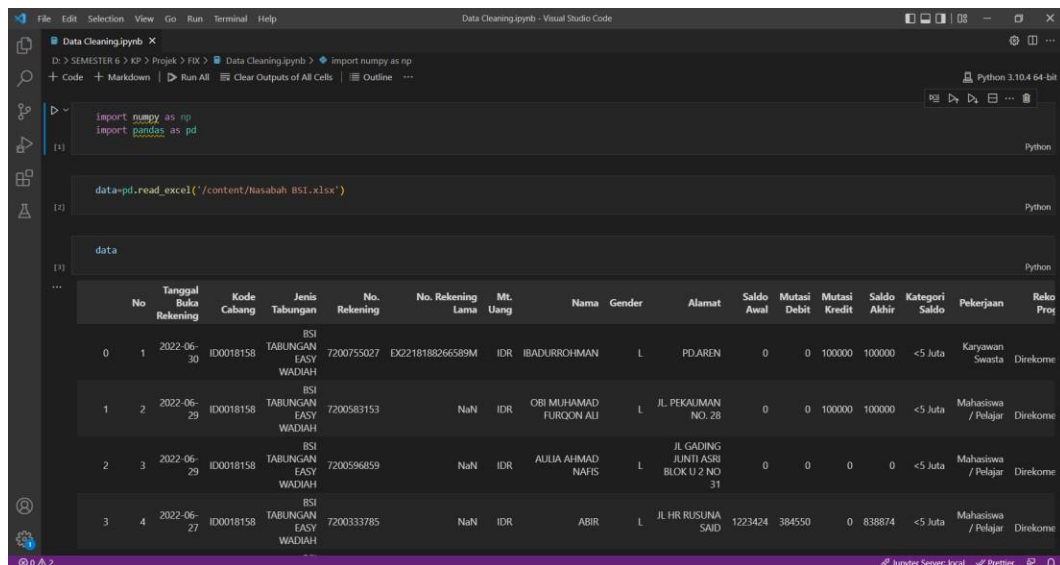 File Edit Selection View Go Run Terminal Help
Data Cleaning.ipynb - Visual Studio Code
Data Cleaning.ipynb
D: > SEMESTER 6 > KP > Projek > FIX > Data Cleaning.ipynb > import numpy as np
+ Code + Markdown | Run All Clear Outputs of All Cells | Outline ...
Python 3.10.4 64-bit
import numpy as np
import pandas as pd
[1] Python
data=pd.read_excel('/content/Nasabah BSI.xlsx')
[2] Python
data
[3] Python
No Tanggal Buka Rekening Kode Cabang Jenis Tabungan No. Rekening No. Rekening Lama Mt. Uang Nama Gender Alamat Saldo Awal Mutasi Debit Mutasi Kredit Saldo Akhir Kategori Saldo Pekerjaan Reko Prog
0 1 2022-06-30 ID0018158 BSI TABUNGAN EASY WADIAH 7200755027 EX2218188266589M IDR IBADURROHMAN L PD.AREN 0 0 100000 100000 <5 Juta Karyawan Swasta Direkome
1 2 2022-06-29 ID0018158 BSI TABUNGAN EASY WADIAH 7200583153 NaN IDR OBI MUHAMAD FURQON ALI L JL. PEKAUMAN NO. 28 0 0 100000 100000 <5 Juta Mahasiswa / Pelajar Direkome
2 3 2022-06-29 ID0018158 BSI TABUNGAN EASY WADIAH 7200596859 NaN IDR AULIA AHMAD NAFIS L JL GADING JUNTI ASRI BLOK U 2 NO 31 0 0 0 0 <5 Juta Mahasiswa / Pelajar Direkome
3 4 2022-06-27 ID0018158 BSI TABUNGAN EASY WADIAH 7200333785 NaN IDR ABIR L JL HR RUSUNA SAID 1223424 384550 0 838874 <5 Juta Mahasiswa / Pelajar Direkome
0 2 Jupyter Server: local Prettier